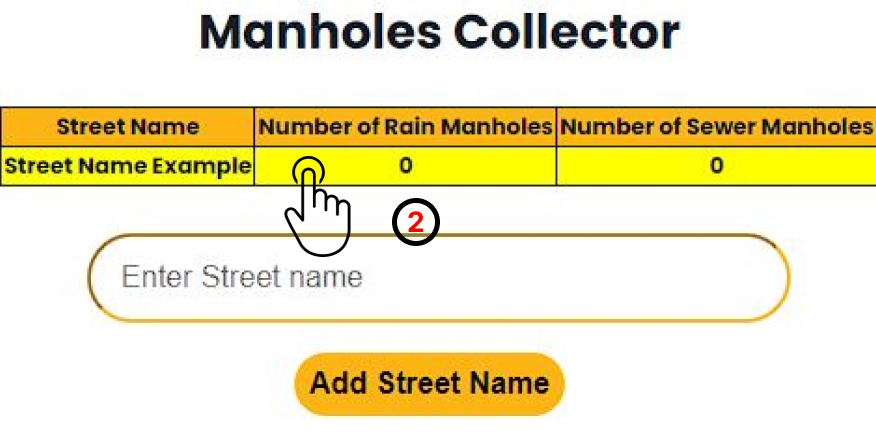 Manholes Collector
Street Name Number of Rain Manholes Number of Sewer Manholes
Street Name Example 0 0
2
Enter Street name
Add Street Name